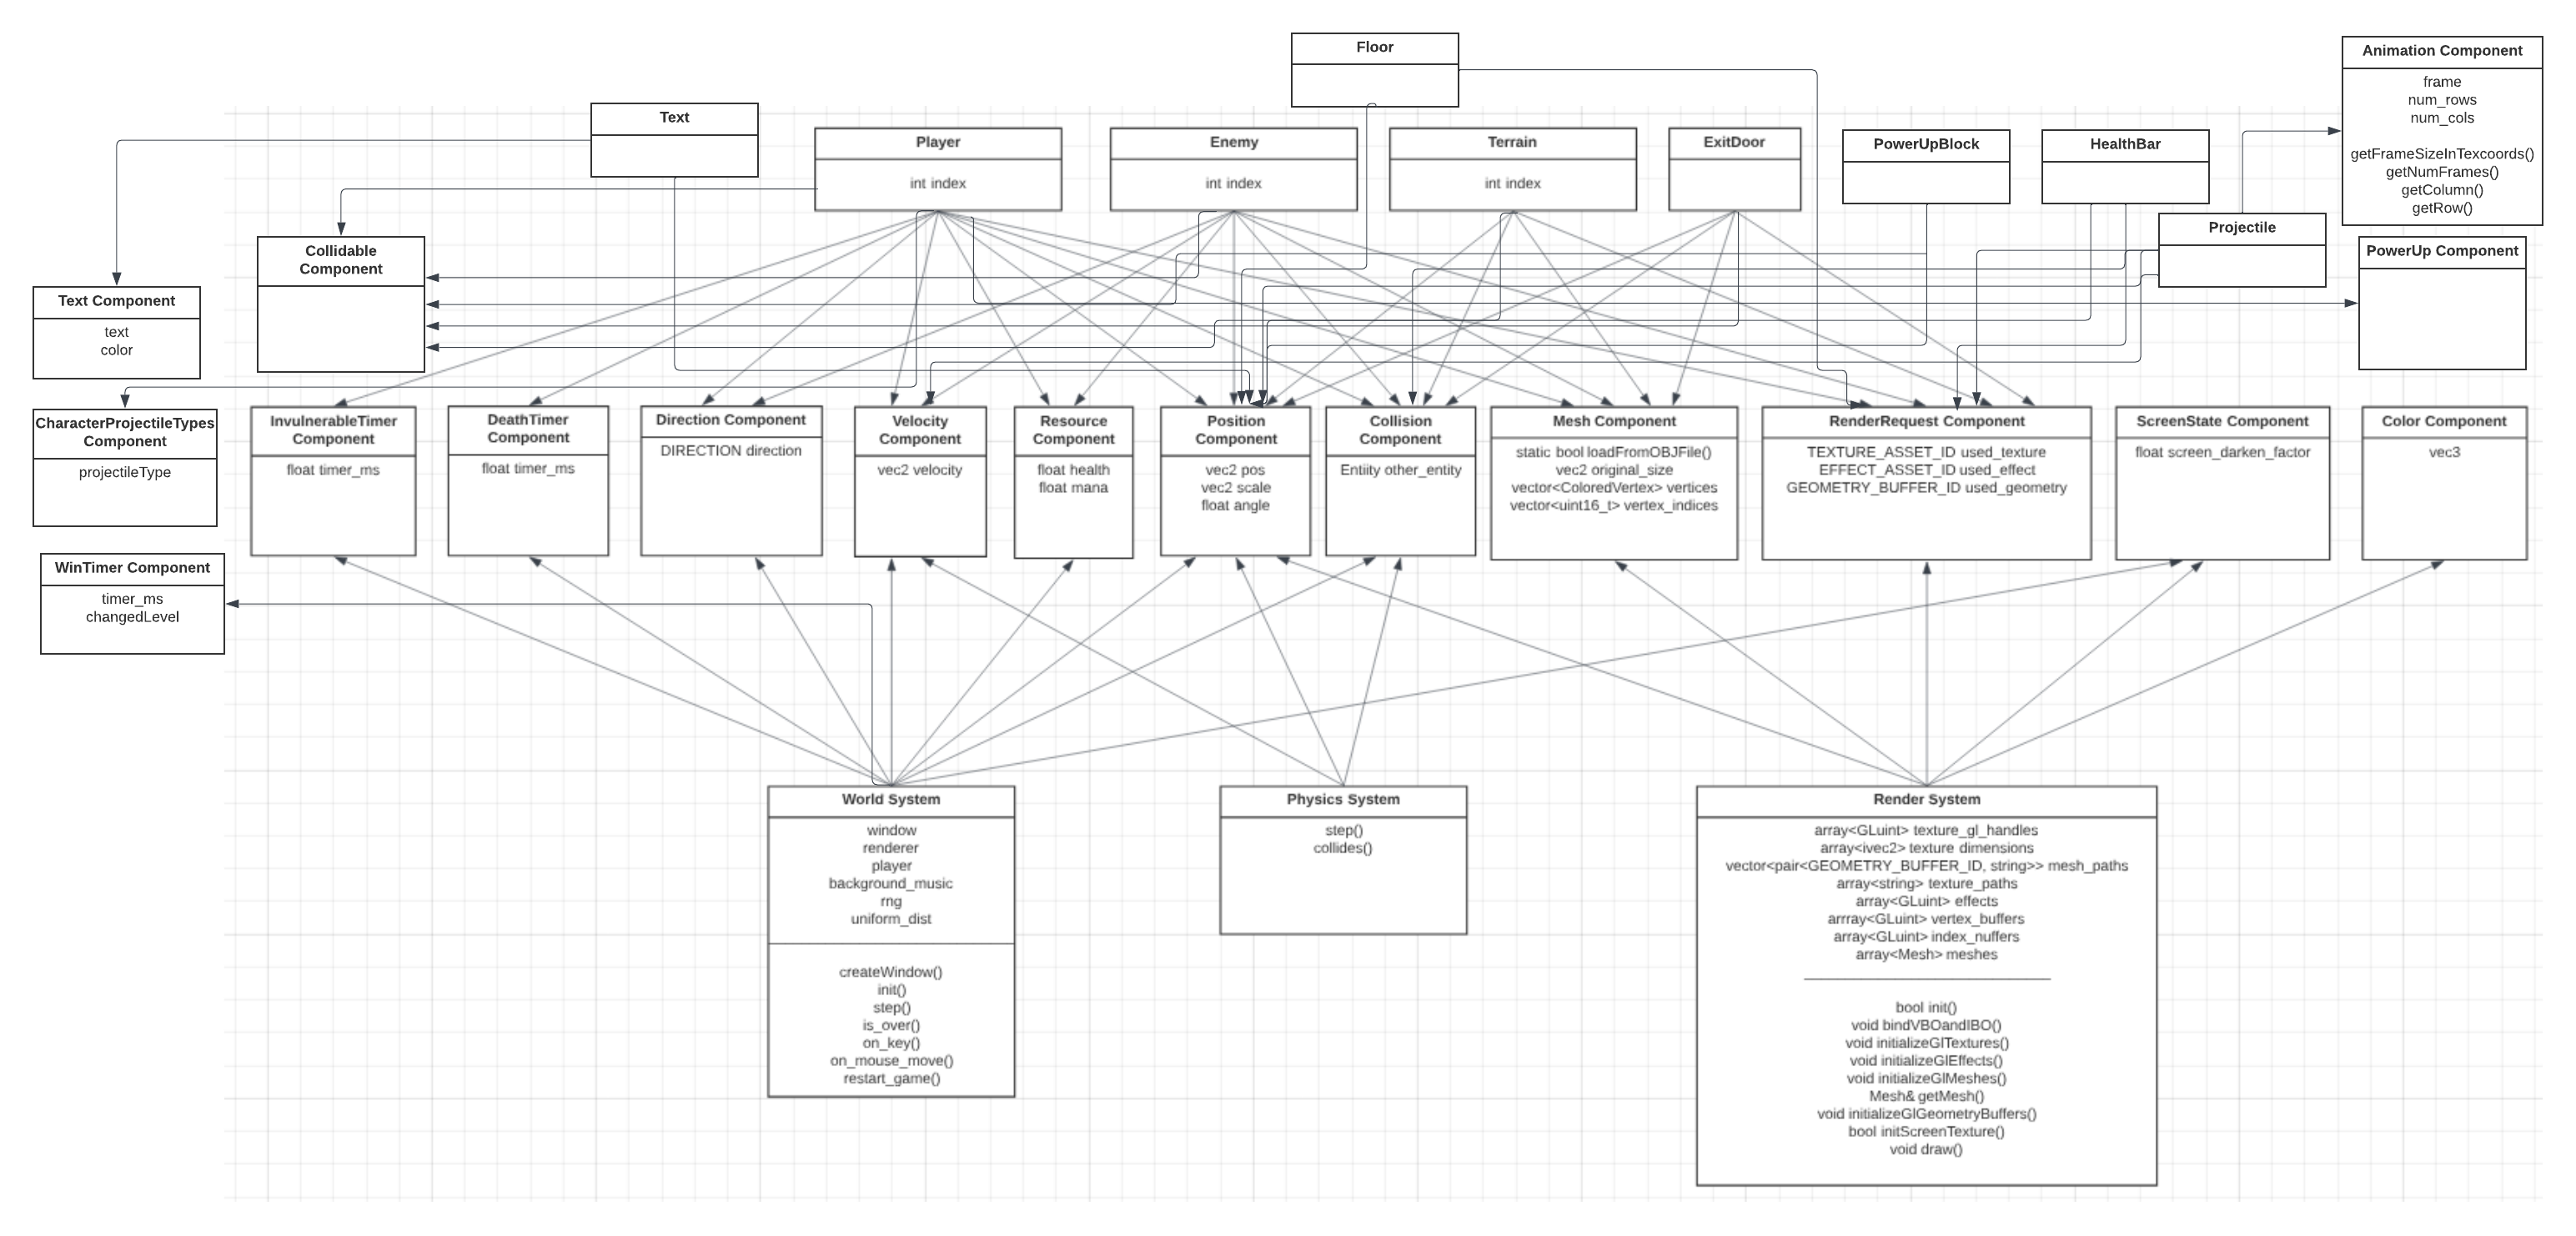 Floor
Animation Component
frame
num_rows
num_cols
getFrameSizeInTexcoords()
getNumFrames()
getColumn()
getRow()
Text
Player
int index
Enemy
int index
Terrain
int index
ExitDoor
PowerUpBlock
HealthBar
Projectile
PowerUp Component
Collidable
Component
Text Component
text
color
CharacterProjectileTypes
Component
projectileType
InvulnerableTimer
Component
float timer_ms
DeathTimer
Component
float timer_ms
Direction Component
DIRECTION direction
Velocity
Component
vec2 velocity
Resource
Component
float health
float mana
Position
Component
vec2 pos
vec2 scale
float angle
Collision
Component
Entiity other_entity
Mesh Component
static bool loadFromOBJFile()
vec2 original_size
vector<ColoredVertex> vertices
vector<uint16_t> vertex_indices
RenderRequest Component
TEXTURE_ASSET_ID used_texture
EFFECT_ASSET_ID used_effect
GEOMETRY_BUFFER_ID used_geometry
ScreenState Component
float screen_darken_factor
Color Component
vec3
WinTimer Component
timer_ms
changedLevel
World System
window
renderer
player
background_music
rng
uniform_dist
createWindow()
init()
step()
is_over()
on_key()
on_mouse_move()
restart_game()
Physics System
step()
collides()
Render System
array<GLuint> texture_gl_handles
array<ivec2> texture dimensions
vector<pair<GEOMETRY_BUFFER_ID, string>> mesh_paths
array<string> texture_paths
array<GLuint> effects
arrray<GLuint> vertex_buffers
array<GLuint> index_nuffers
array<Mesh> meshes
bool init()
void bindVBOandIBO()
void initializeGlTextures()
void initializeGlEffects()
void initializeGlMeshes()
Mesh& getMesh()
void initializeGlGeometryBuffers()
bool initScreenTexture()
void draw()